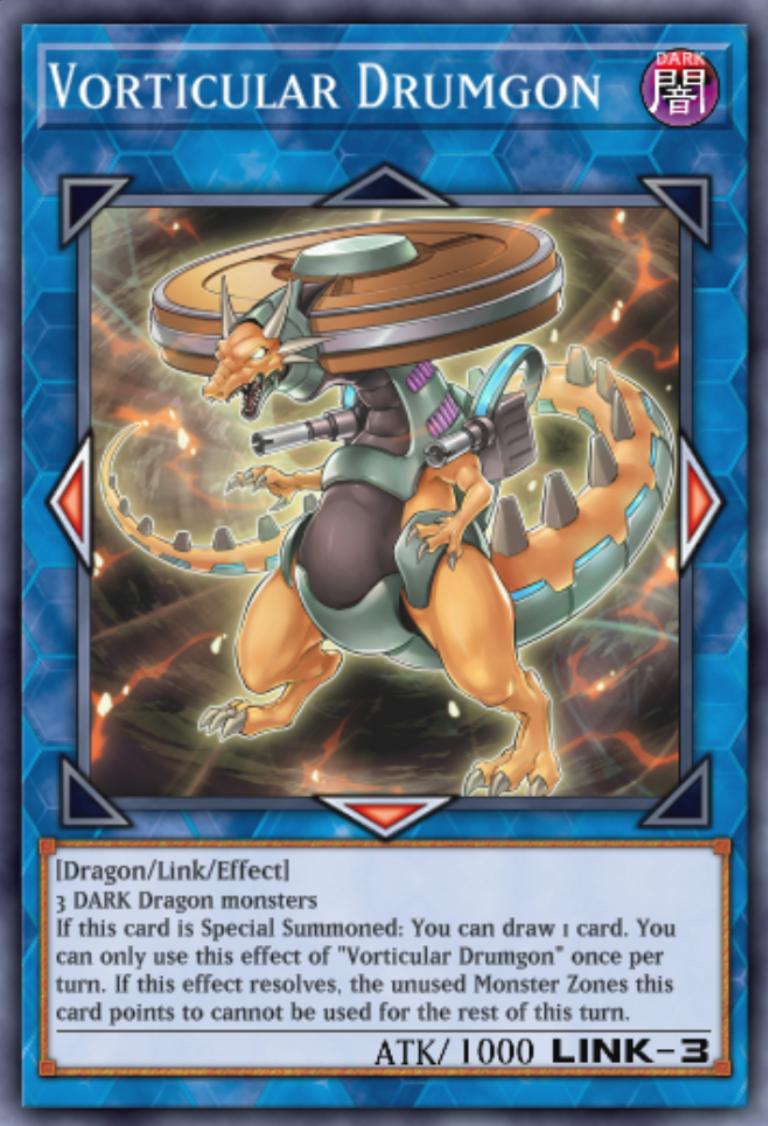 VORTICULAR DRUMGON
DARK
闇
[Dragon/Link/Effect]
3 DARK Dragon monsters
If this card is Special Summoned: You can draw 1 card. You
can only use this effect of "Vorticular Drumgon" once per
turn. If this effect resolves, the unused Monster Zones this
card points to cannot be used for the rest of this turn.
ATK/ 1000 LINK-3